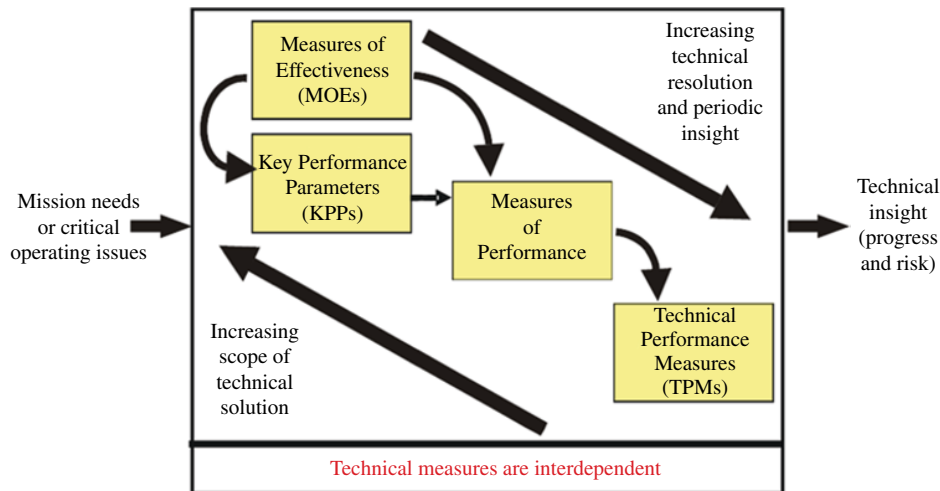 Measures of
Effectiveness
(MOEs)
Increasing
technical
resolution
and periodic
insight
Key Performance
Parameters
(KPPs)
Mission needs
or critical
operating issues
Measures
of
Performance
Technical
insight
(progress
and risk)
Increasing
scope of
technical
solution
Technical
Performance
Measures
(TPMs)
Technical measures are interdependent